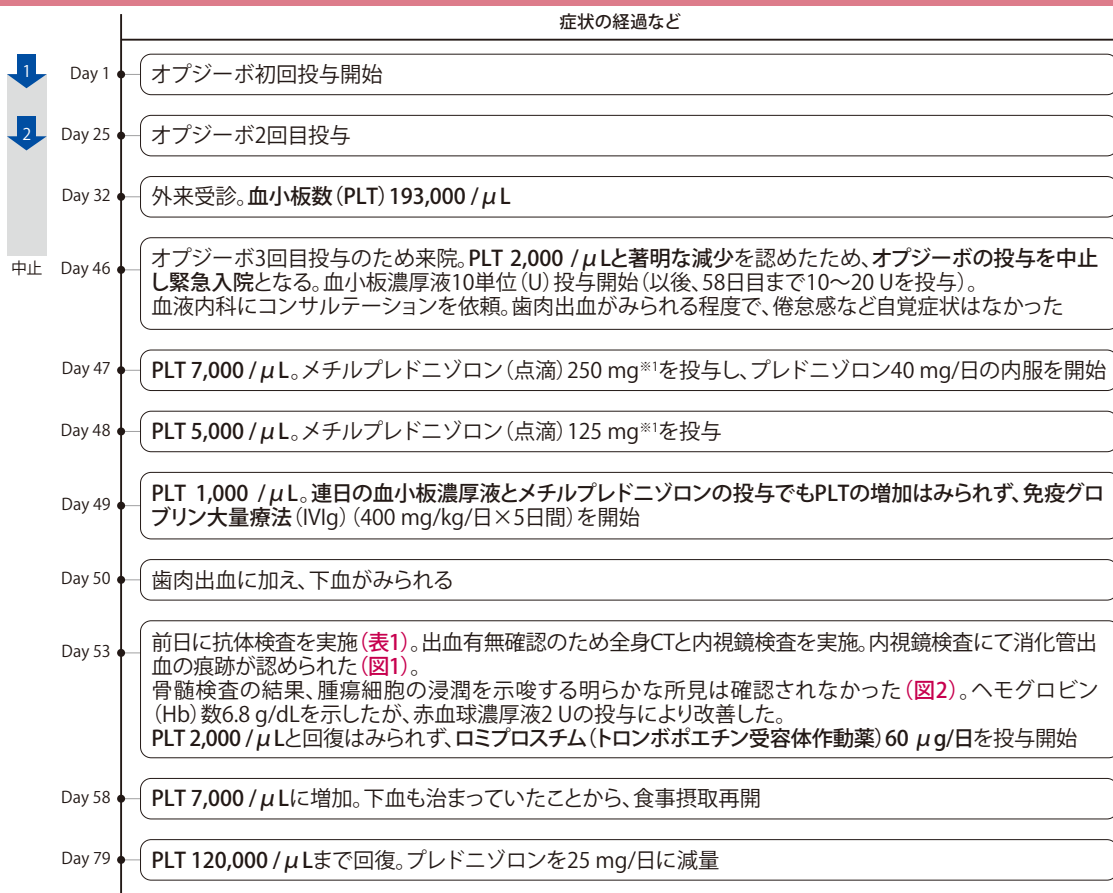 症状の経過など
1
Day 1
オプジーボ初回投与開始
2
Day 25
オプジーボ2回目投与
Day 32
外来受診。血小板数（PLT）193,000 /μL
中止
Day 46
オプジーボ3回目投与のため来院。PLT 2,000 /μLと著明な減少を認めたため、オプジーボの投与を中止
し緊急入院となる。血小板濃厚液10単位（U）投与開始（以後、58日目まで10～20 Uを投与）。
血液内科にコンサルテーションを依頼。歯肉出血がみられる程度で、倦怠感など自覚症状はなかった
Day 47
PLT 7,000 /μL。メチルプレドニゾロン（点滴）250 mg※1を投与し、プレドニゾロン40 mg/日の内服を開始
Day 48
PLT 5,000 /μL。メチルプレドニゾロン（点滴）125 mg※1を投与
Day 49
PLT 1,000 /μL。連日の血小板濃厚液とメチルプレドニゾロンの投与でもPLTの増加はみられず、免疫グロ
ブリン大量療法（IVIg）（400 mg/kg/日×5日間）を開始
Day 50
歯肉出血に加え、下血がみられる
Day 53
前日に抗体検査を実施（表1）。出血有無確認のため全身CTと内視鏡検査を実施。内視鏡検査にて消化管出
血の痕跡が認められた（図1）。
骨髄検査の結果、腫瘍細胞の浸潤を示唆する明らかな所見は確認されなかった（図2）。ヘモグロビン
（Hb）数6.8 g/dLを示したが、赤血球濃厚液2 Uの投与により改善した。
PLT 2,000 /μLと回復はみられず、ロミプロスチム（トロンボポエチン受容体作動薬）60 μg/日を投与開始
Day 58
PLT 7,000 /μLに増加。下血も治まっていたことから、食事摂取再開
Day 79
PLT 120,000 /μLまで回復。プレドニゾロンを25 mg/日に減量